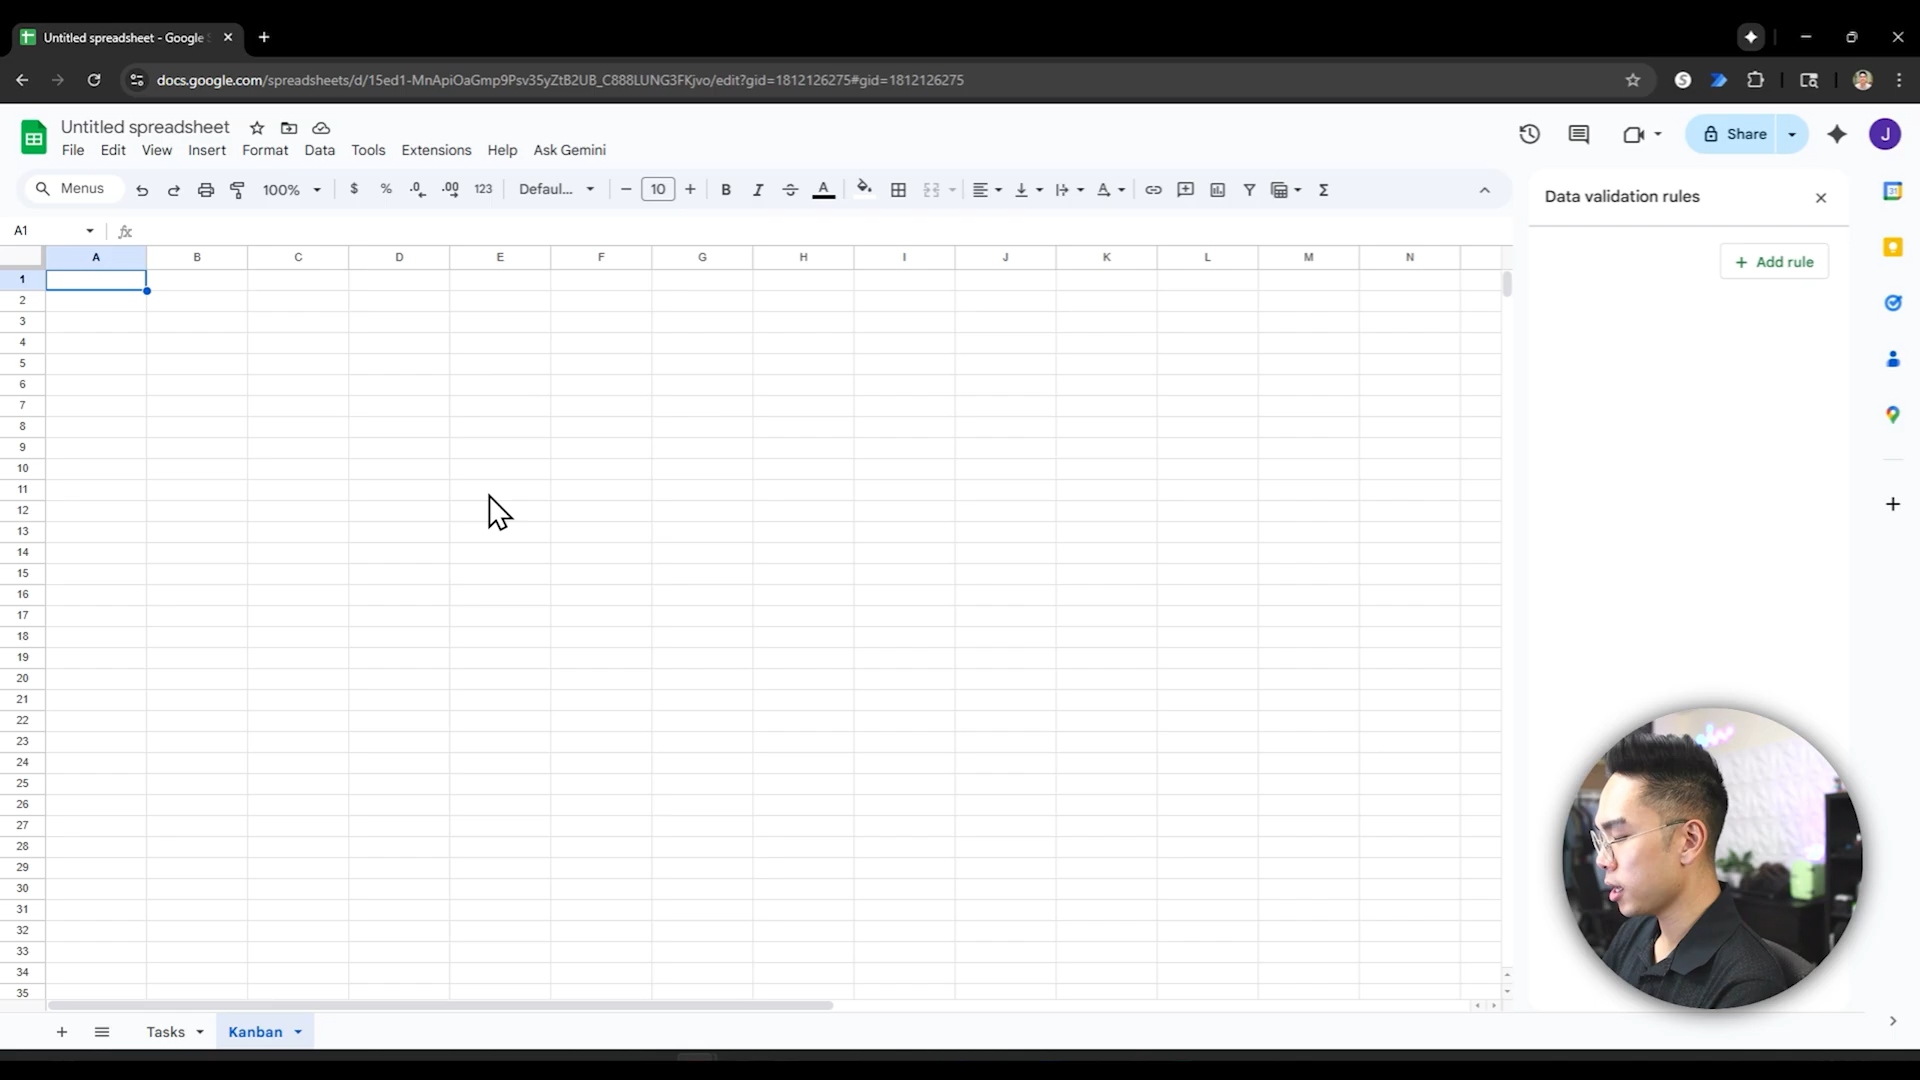 Untitled spreadsheet - Google
docs.google.com/spreadsheets/d/15ed1-MnApiOaGmp9Psv35yZtB2UB_C888LUNG3FKjvo/edit?gid=1812126275#gid=1812126275
Untitled spreadsheet
File Edit View Insert Format Data Tools Extensions Help Ask Gemini
Share
J
Menus 100% $ % .0 .00 123 Defaul... 10 B I S A Σ
Data validation rules
A1 fx
Add rule
A B C D E F G H I J K L M N
1
2
3
4
5
6
7
8
9
10
11
12
13
14
15
16
17
18
19
20
21
22
23
24
25
26
27
28
29
30
31
32
33
34
35
Tasks Kanban